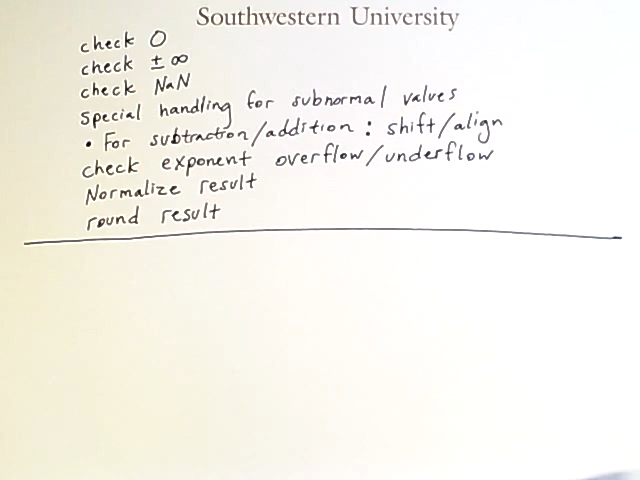 Southwestern University
check 0
check ± ∞
check NaN
Special handling for subnormal values
• For subtraction/addition : shift/align
check exponent overflow/underflow
Normalize result
round result